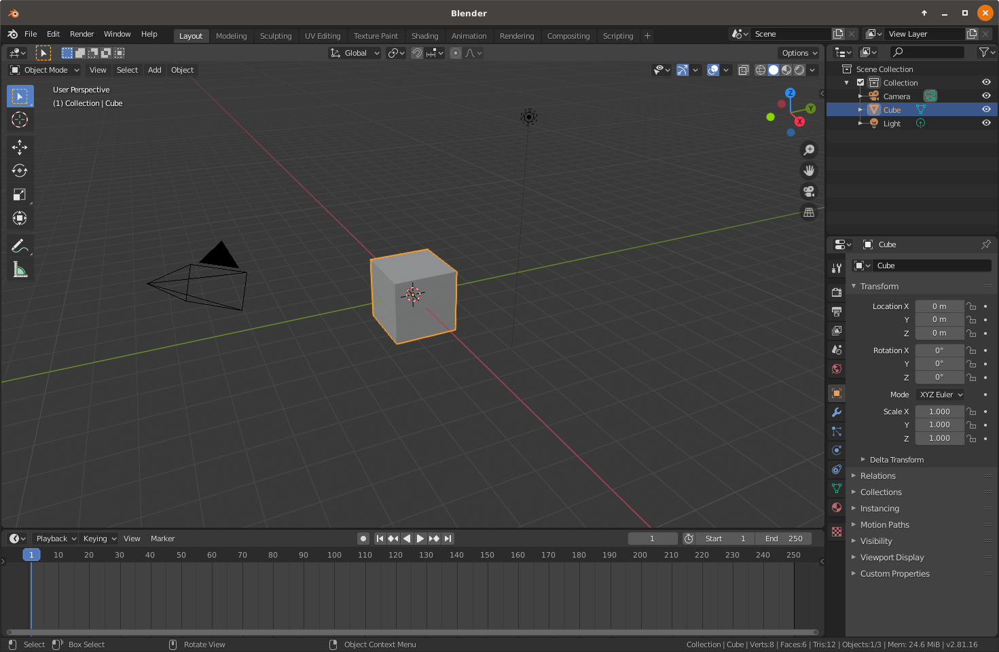 Blender
File Edit Render Window Help Layout Modeling Sculpting UV Editing Texture Paint Shading Animation Rendering Compositing Scripting + Scene View Layer
Global Options
Object Mode View Select Add Object
User Perspective
(1) Collection | Cube
Z
Y
X
Scene Collection
Collection
Camera
Cube
Light
Cube
Cube
Transform
Location X 0 m
Y 0 m
Z 0 m
Rotation X 0°
Y 0°
Z 0°
Mode XYZ Euler
Scale X 1.000
Y 1.000
Z 1.000
Delta Transform
Relations
Collections
Instancing
Motion Paths
Visibility
Viewport Display
Custom Properties
Playback Keying View Marker 1 Start 1 End 250
1 10 20 30 40 50 60 70 80 90 100 110 120 130 140 150 160 170 180 190 200 210 220 230 240 250
Select Box Select Rotate View Object Context Menu Collection | Cube | Verts:8 | Faces:6 | Tris:12 | Objects:1/3 | Mem: 24.6 MiB | v2.81.16